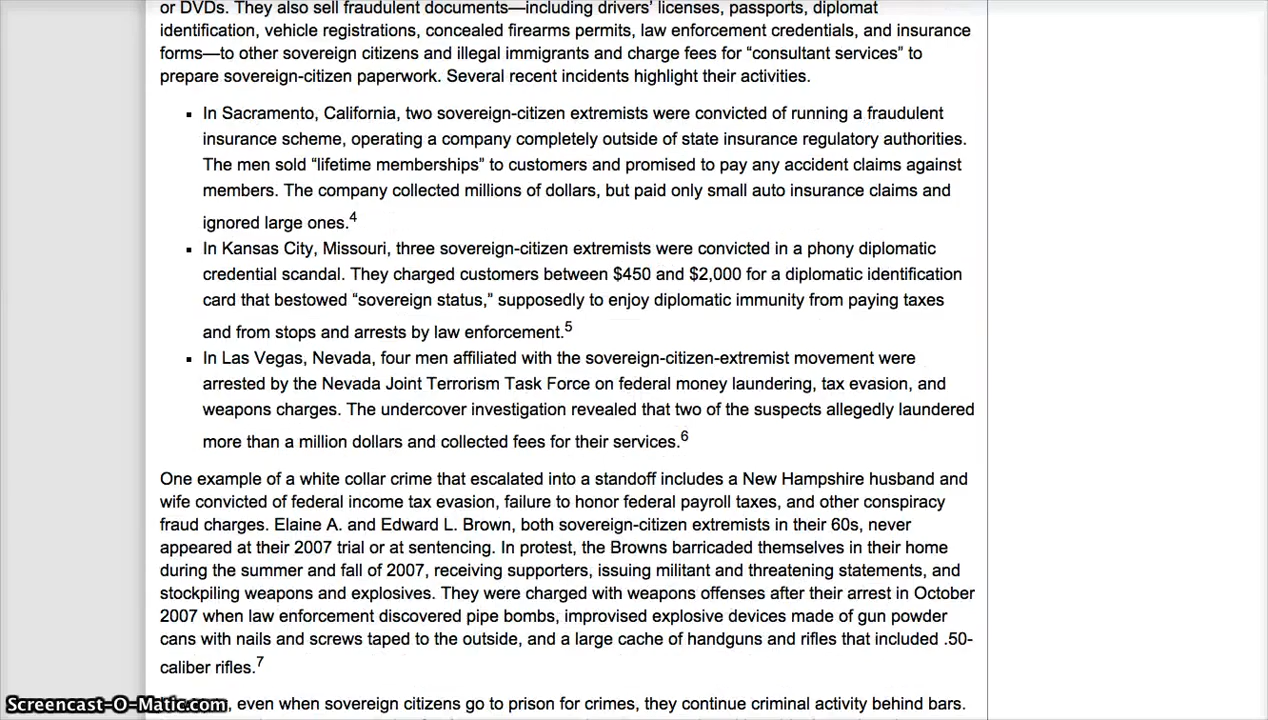 or DVDs. They also sell fraudulent documents—including drivers’ licenses, passports, diplomat
identification, vehicle registrations, concealed firearms permits, law enforcement credentials, and insurance
forms—to other sovereign citizens and illegal immigrants and charge fees for “consultant services” to
prepare sovereign-citizen paperwork. Several recent incidents highlight their activities.
▪ In Sacramento, California, two sovereign-citizen extremists were convicted of running a fraudulent
insurance scheme, operating a company completely outside of state insurance regulatory authorities.
The men sold “lifetime memberships” to customers and promised to pay any accident claims against
members. The company collected millions of dollars, but paid only small auto insurance claims and
ignored large ones.4
▪ In Kansas City, Missouri, three sovereign-citizen extremists were convicted in a phony diplomatic
credential scandal. They charged customers between $450 and $2,000 for a diplomatic identification
card that bestowed “sovereign status,” supposedly to enjoy diplomatic immunity from paying taxes
and from stops and arrests by law enforcement.5
▪ In Las Vegas, Nevada, four men affiliated with the sovereign-citizen-extremist movement were
arrested by the Nevada Joint Terrorism Task Force on federal money laundering, tax evasion, and
weapons charges. The undercover investigation revealed that two of the suspects allegedly laundered
more than a million dollars and collected fees for their services.6
One example of a white collar crime that escalated into a standoff includes a New Hampshire husband and
wife convicted of federal income tax evasion, failure to honor federal payroll taxes, and other conspiracy
fraud charges. Elaine A. and Edward L. Brown, both sovereign-citizen extremists in their 60s, never
appeared at their 2007 trial or at sentencing. In protest, the Browns barricaded themselves in their home
during the summer and fall of 2007, receiving supporters, issuing militant and threatening statements, and
stockpiling weapons and explosives. They were charged with weapons offenses after their arrest in October
2007 when law enforcement discovered pipe bombs, improvised explosive devices made of gun powder
cans with nails and screws taped to the outside, and a large cache of handguns and rifles that included .50-
caliber rifles.7
, even when sovereign citizens go to prison for crimes, they continue criminal activity behind bars.
Screencast-O-Matic.com